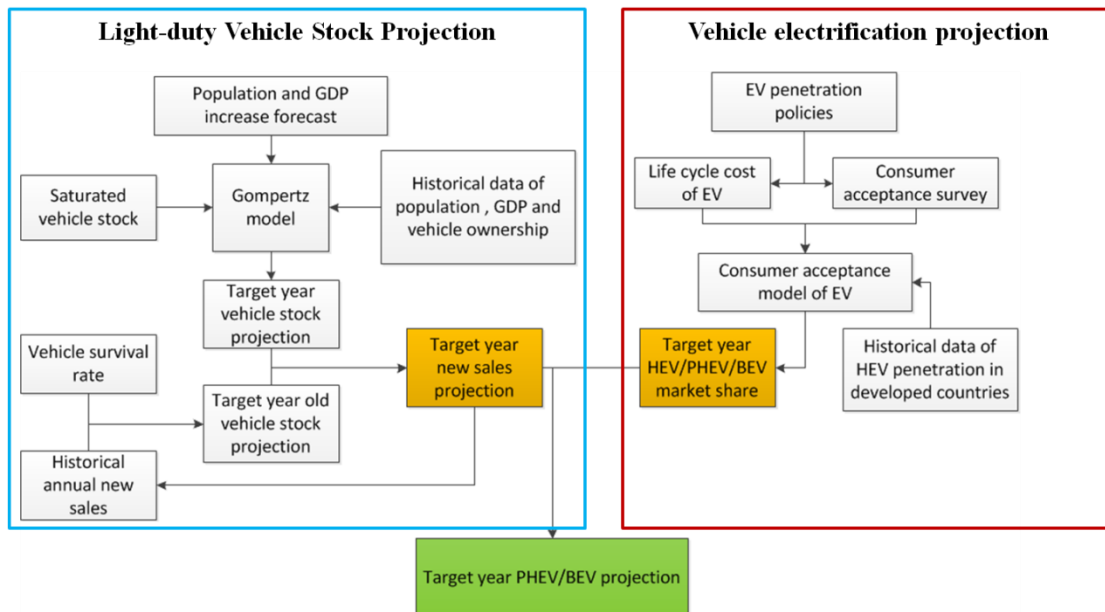 Light-duty Vehicle Stock Projection
Population and GDP
increase forecast
Saturated
vehicle stock
Gompertz
model
Historical data of
population , GDP and
vehicle ownership
Target year
vehicle stock
projection
Vehicle survival
rate
Target year old
vehicle stock
projection
Target year
new sales
projection
Historical
annual new
sales
Vehicle electrification projection
EV penetration
policies
Life cycle cost
of EV
Consumer
acceptance survey
Consumer acceptance
model of EV
Target year
HEV/PHEV/BEV
market share
Historical data of
HEV penetration in
developed countries
Target year PHEV/BEV projection